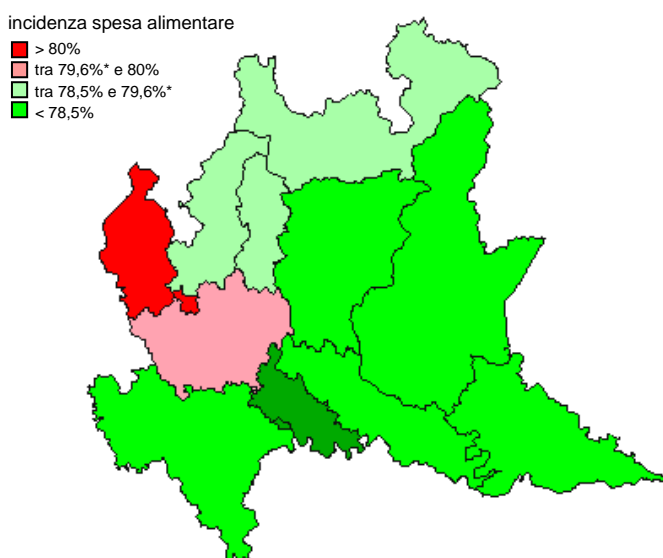 incidenza spesa alimentare
> 80%
tra 79,6%* e 80%
tra 78,5% e 79,6%*
< 78,5%